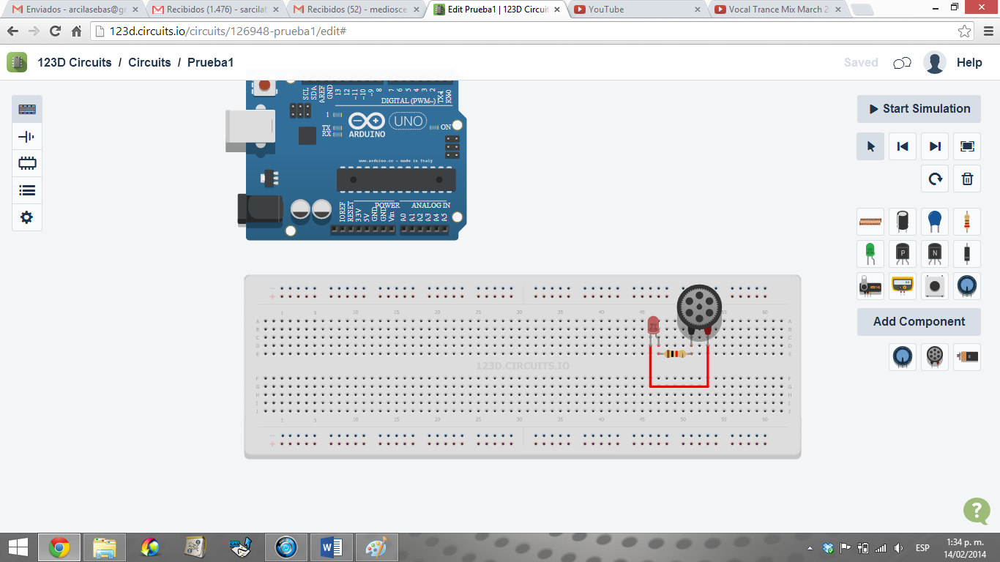 Enviados - arcilasebas@gr
Recibidos (1.476) - sarcilat
Recibidos (52) - mediosce
Edit Prueba1 | 123D Circuit
YouTube
Vocal Trance Mix March 2
123d.circuits.io/circuits/126948-prueba1/edit#
123D Circuits / Circuits / Prueba1
Saved
Help
SCL SDA AREF GND 13 12 ~11 ~10 ~9 8 7 ~6 ~5 4 ~3 2
DIGITAL (PWM~)
1
TX
RX
ARDUINO
UNO
ON
www.arduino.cc - made in Italy
POWER
ANALOG IN
IOREF RESET 3.3V 5V GND GND Vin A0 A1 A2 A3 A4 A5
Start Simulation
P
N
Add Component
- 
+
1 5 10 15 20 25 30 35 40 45 50 55 60
A
B
C
D
E
123D.CIRCUITS.IO
F
G
H
I
J
1 5 10 15 20 25 30 35 40 45 50 55 60
-
+
?
ESP
1:34 p. m.
14/02/2014